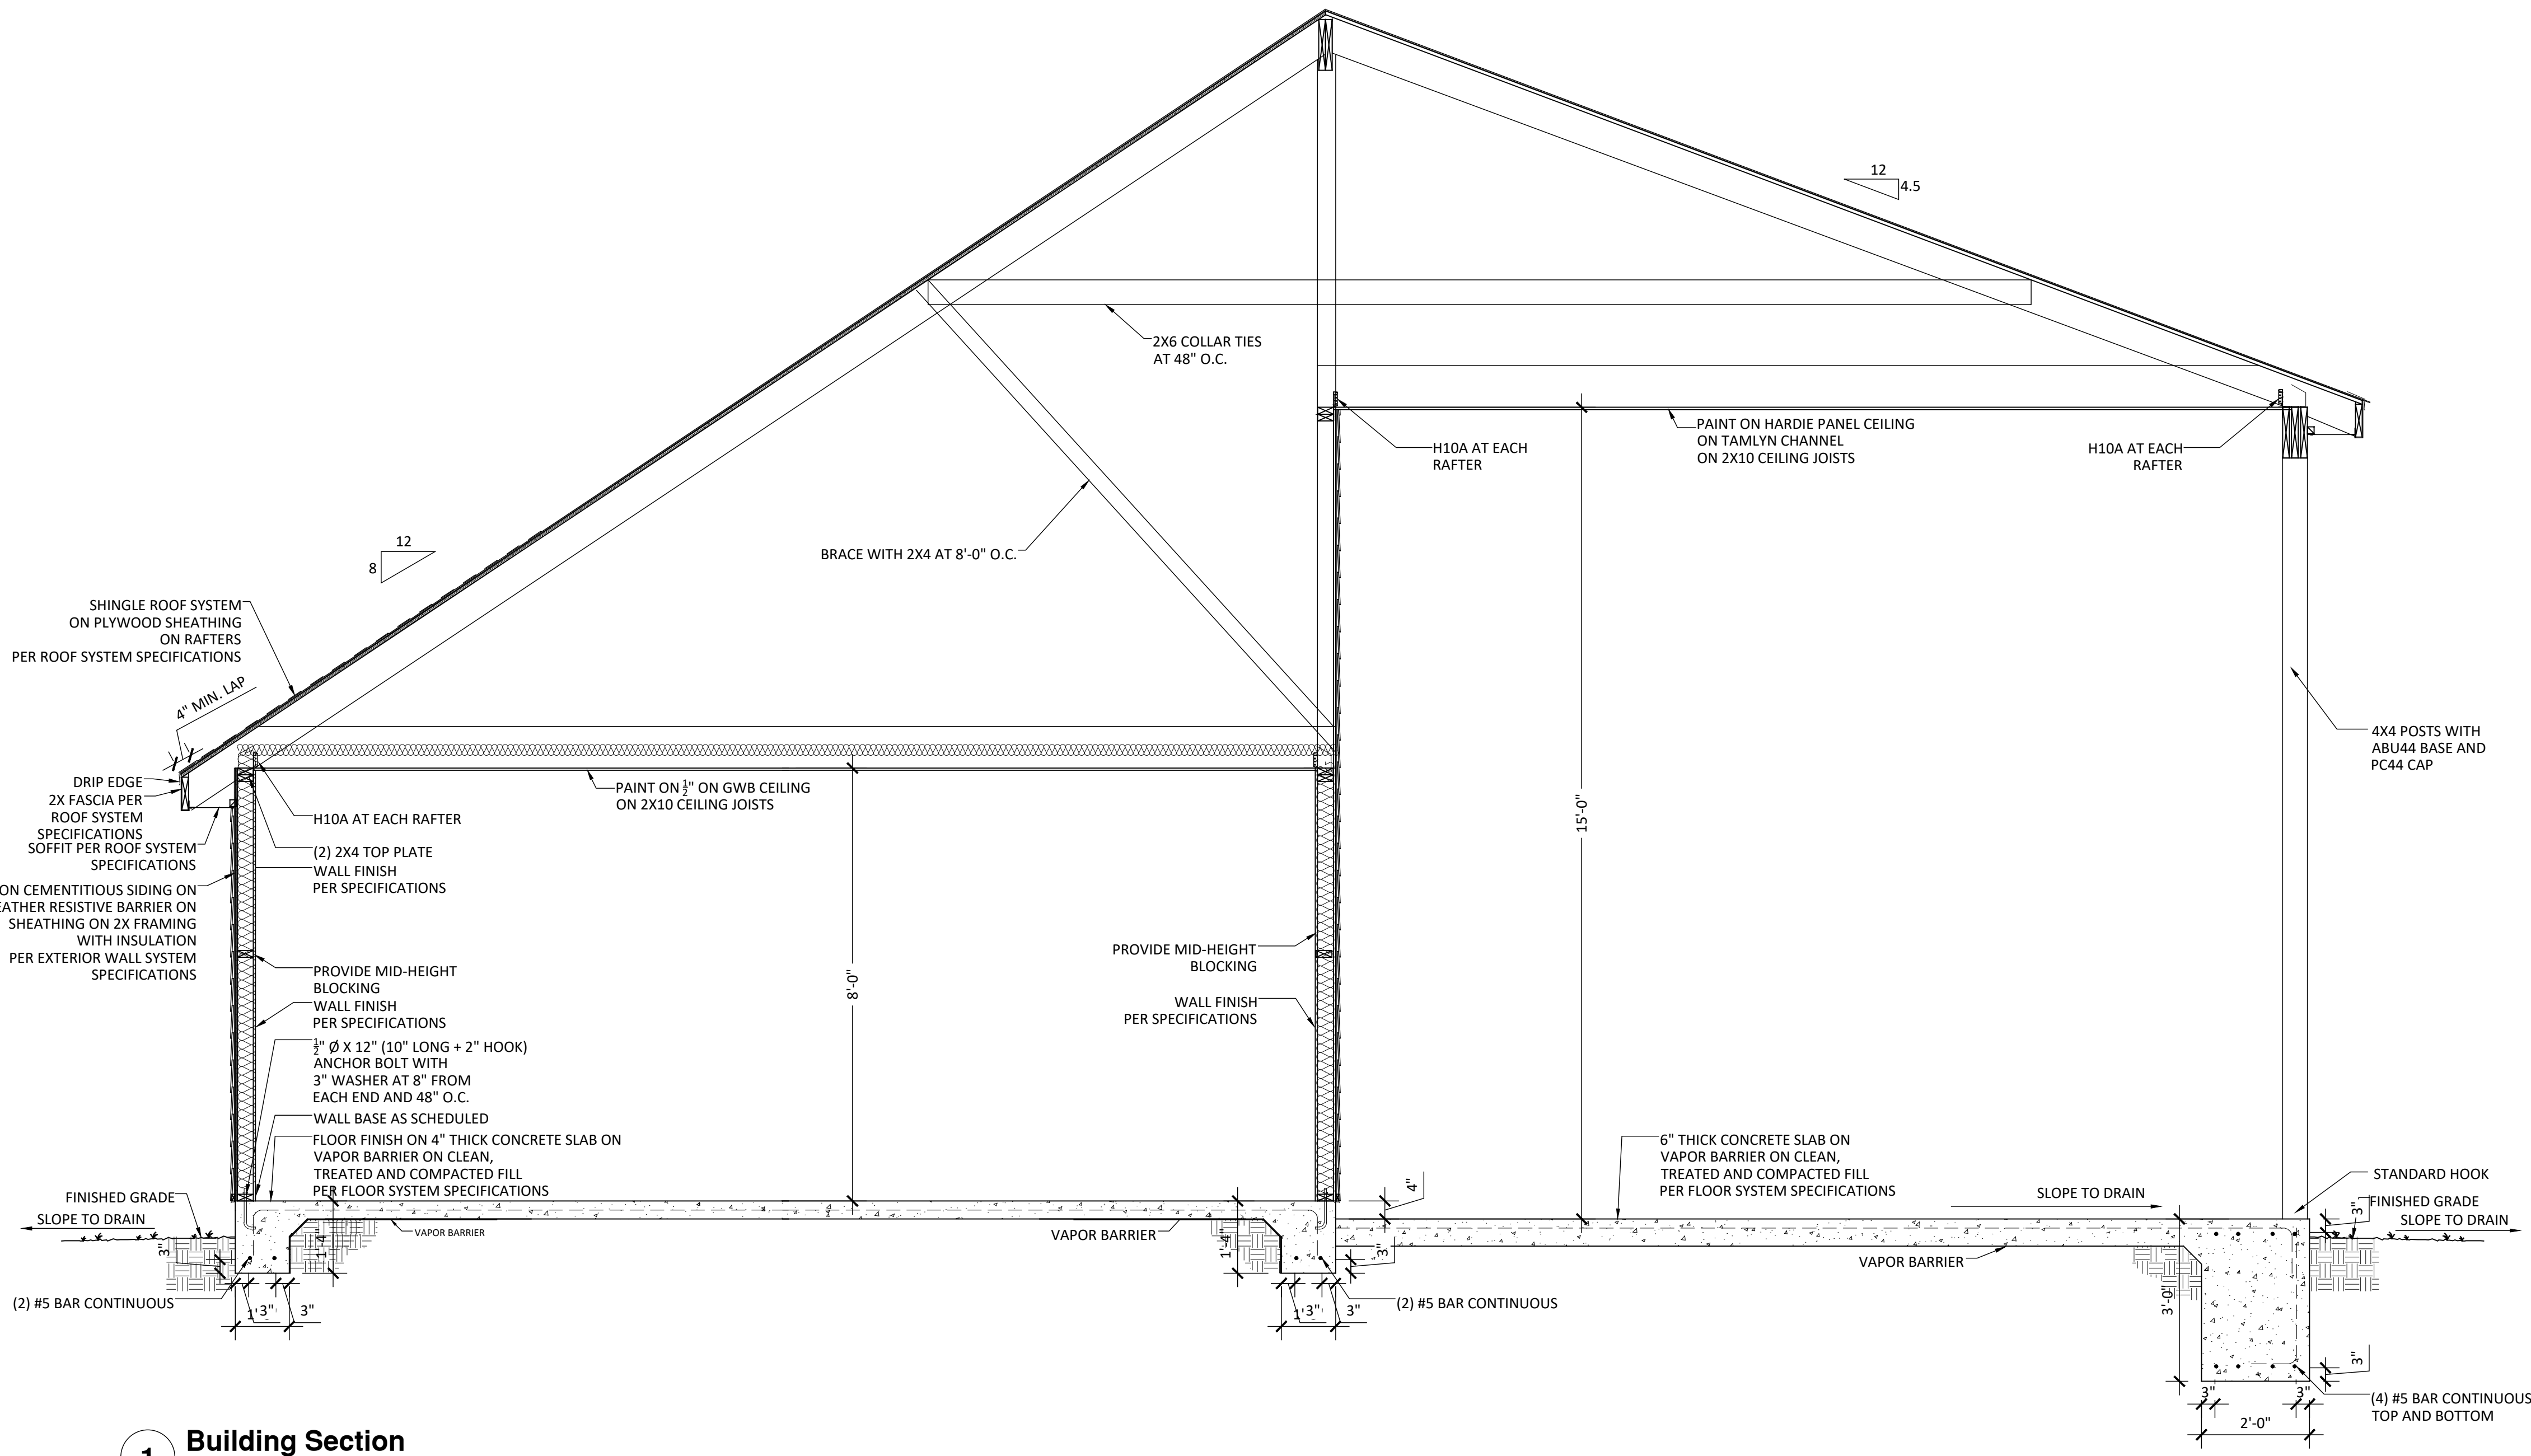 12
4.5
2X6 COLLAR TIES
AT 48" O.C.
PAINT ON HARDIE PANEL CEILING
ON TAMLYN CHANNEL
ON 2X10 CEILING JOISTS
H10A AT EACH
RAFTER
H10A AT EACH
RAFTER
12
8
BRACE WITH 2X4 AT 8'-0" O.C.
SHINGLE ROOF SYSTEM
ON PLYWOOD SHEATHING
ON RAFTERS
PER ROOF SYSTEM SPECIFICATIONS
4" MIN. LAP
4X4 POSTS WITH
ABU44 BASE AND
PC44 CAP
DRIP EDGE
2X FASCIA PER
ROOF SYSTEM
SPECIFICATIONS
SOFFIT PER ROOF SYSTEM
SPECIFICATIONS
PAINT ON 1/2" ON GWB CEILING
ON 2X10 CEILING JOISTS
15'-0"
H10A AT EACH RAFTER
(2) 2X4 TOP PLATE
WALL FINISH
PER SPECIFICATIONS
ON CEMENTITIOUS SIDING ON
EATHER RESISTIVE BARRIER ON
SHEATHING ON 2X FRAMING
WITH INSULATION
PER EXTERIOR WALL SYSTEM
SPECIFICATIONS
PROVIDE MID-HEIGHT
BLOCKING
WALL FINISH
PER SPECIFICATIONS
8'-0"
PROVIDE MID-HEIGHT
BLOCKING
WALL FINISH
PER SPECIFICATIONS
1/2" Ø X 12" (10" LONG + 2" HOOK)
ANCHOR BOLT WITH
3" WASHER AT 8" FROM
EACH END AND 48" O.C.
WALL BASE AS SCHEDULED
FLOOR FINISH ON 4" THICK CONCRETE SLAB ON
VAPOR BARRIER ON CLEAN,
TREATED AND COMPACTED FILL
PER FLOOR SYSTEM SPECIFICATIONS
6" THICK CONCRETE SLAB ON
VAPOR BARRIER ON CLEAN,
TREATED AND COMPACTED FILL
PER FLOOR SYSTEM SPECIFICATIONS
STANDARD HOOK
FINISHED GRADE
SLOPE TO DRAIN
FINISHED GRADE
SLOPE TO DRAIN
SLOPE TO DRAIN
4"
3"
3"
1'-4"
VAPOR BARRIER
VAPOR BARRIER
1'-4"
3"
VAPOR BARRIER
3'-0"
(2) #5 BAR CONTINUOUS
3"
3"
3"
3"
(2) #5 BAR CONTINUOUS
3"
3"
3"
2'-0"
(4) #5 BAR CONTINUOUS
TOP AND BOTTOM
1
Building Section